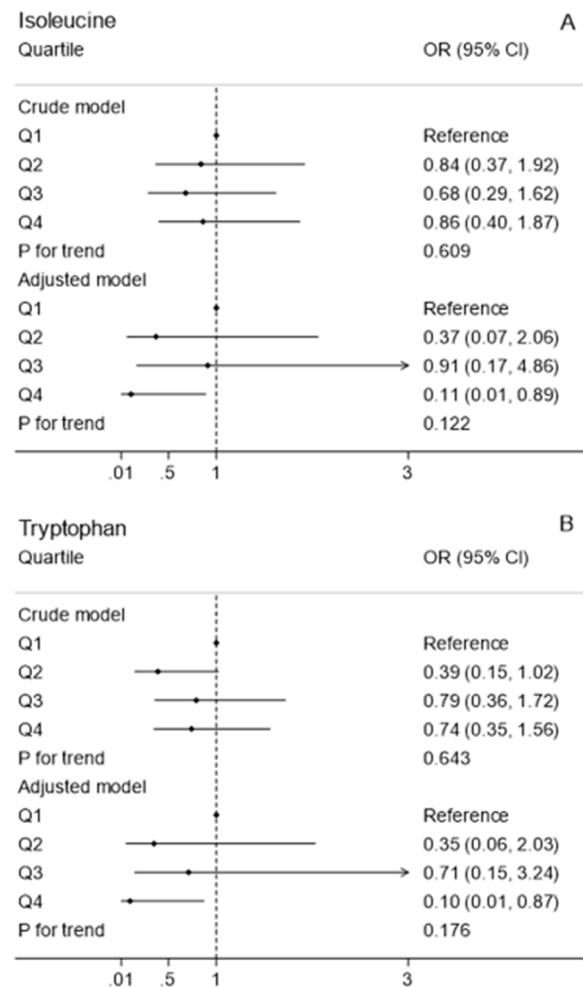 Isoleucine A
Quartile OR (95% CI)
Crude model
Q1 Reference
Q2 0.84 (0.37, 1.92)
Q3 0.68 (0.29, 1.62)
Q4 0.86 (0.40, 1.87)
P for trend 0.609
Adjusted model
Q1 Reference
Q2 0.37 (0.07, 2.06)
Q3 0.91 (0.17, 4.86)
Q4 0.11 (0.01, 0.89)
P for trend 0.122
.01 .5 1 3
Tryptophan B
Quartile OR (95% CI)
Crude model
Q1 Reference
Q2 0.39 (0.15, 1.02)
Q3 0.79 (0.36, 1.72)
Q4 0.74 (0.35, 1.56)
P for trend 0.643
Adjusted model
Q1 Reference
Q2 0.35 (0.06, 2.03)
Q3 0.71 (0.15, 3.24)
Q4 0.10 (0.01, 0.87)
P for trend 0.176
.01 .5 1 3